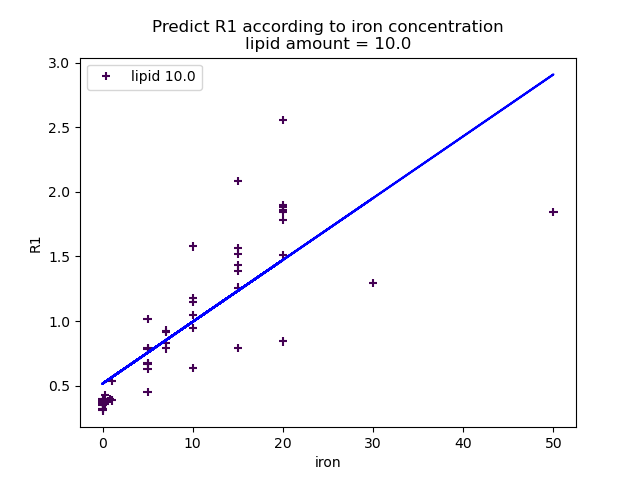 Predict R1 according to iron concentration
lipid amount = 10.0
lipid 10.0
R1
3.0
2.5
2.0
1.5
1.0
0.5
0
10
20
30
40
50
iron